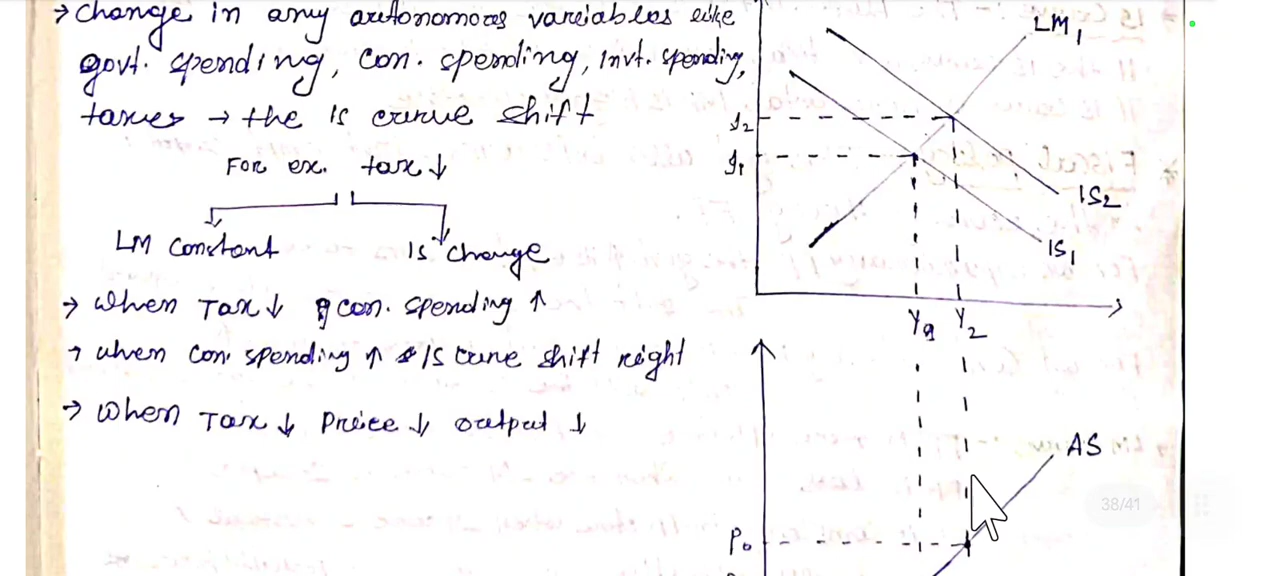 → Change in any autonomous variables like
govt. spending, con. spending, invt. spending,
taxes → the IS curve shift
For ex. tax ↓
LM Constant
IS Change
→ When Tax ↓ con. spending ↑
→ when con. spending ↑ IS curve shift right
→ When Tax ↓ Price ↓ output ↓
LM1
IS2
IS1
Y2
AS
P0
38/41